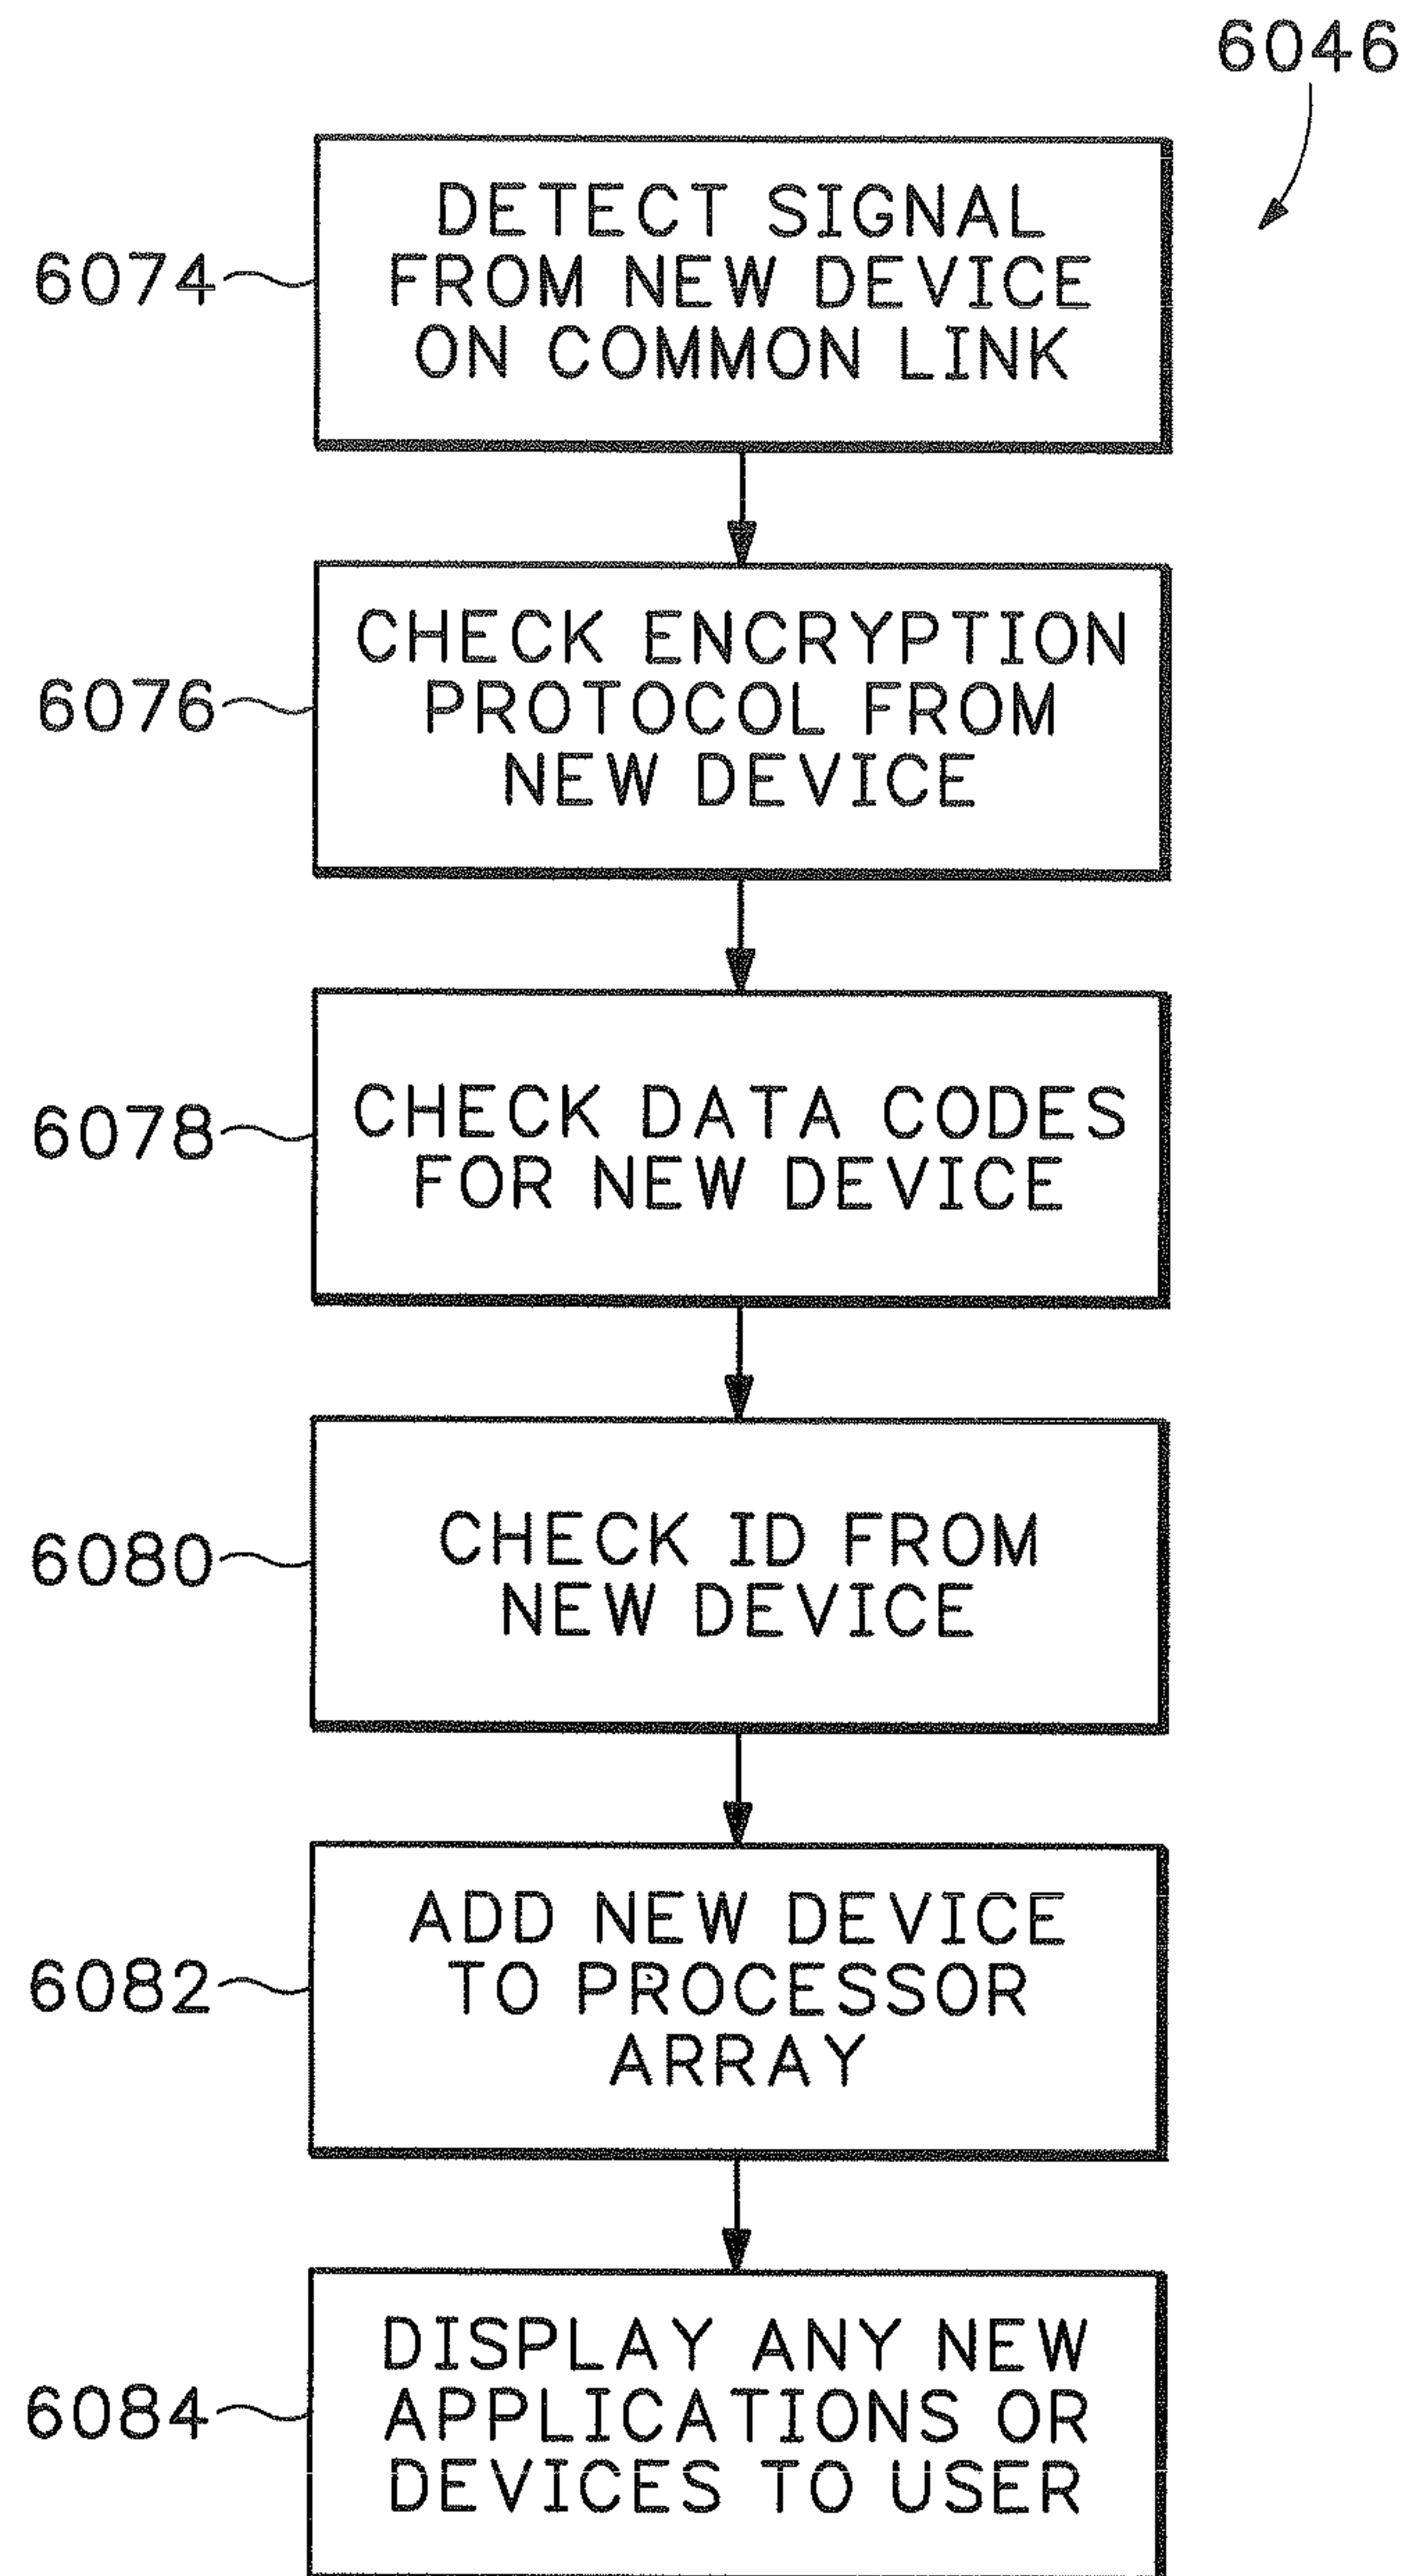 6046
6074
DETECT SIGNAL
FROM NEW DEVICE
ON COMMON LINK
6076
CHECK ENCRYPTION
PROTOCOL FROM
NEW DEVICE
6078
CHECK DATA CODES
FOR NEW DEVICE
6080
CHECK ID FROM
NEW DEVICE
6082
ADD NEW DEVICE
TO PROCESSOR
ARRAY
6084
DISPLAY ANY NEW
APPLICATIONS OR
DEVICES TO USER